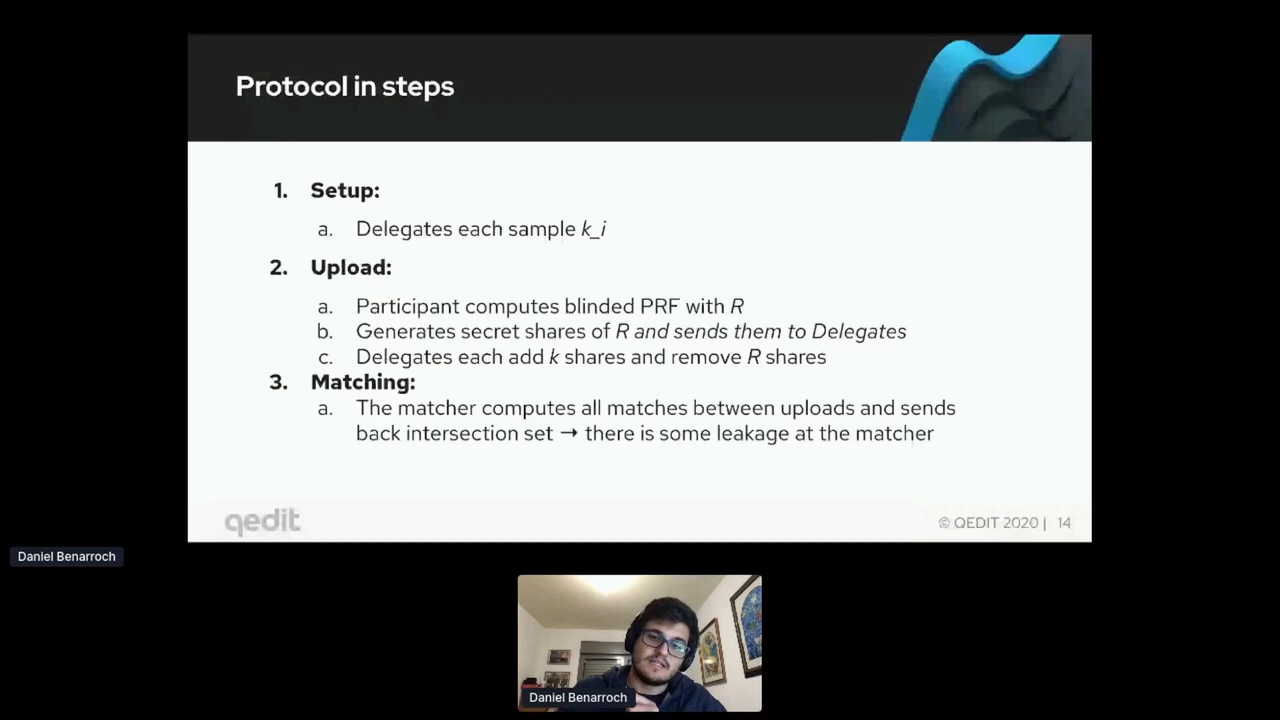 Protocol in steps
1. Setup:
a. Delegates each sample k_i
2. Upload:
a. Participant computes blinded PRF with R
b. Generates secret shares of R and sends them to Delegates
c. Delegates each add k shares and remove R shares
3. Matching:
a. The matcher computes all matches between uploads and sends
back intersection set → there is some leakage at the matcher
qedit
© QEDIT 2020 | 14
Daniel Benarroch
Daniel Benarroch